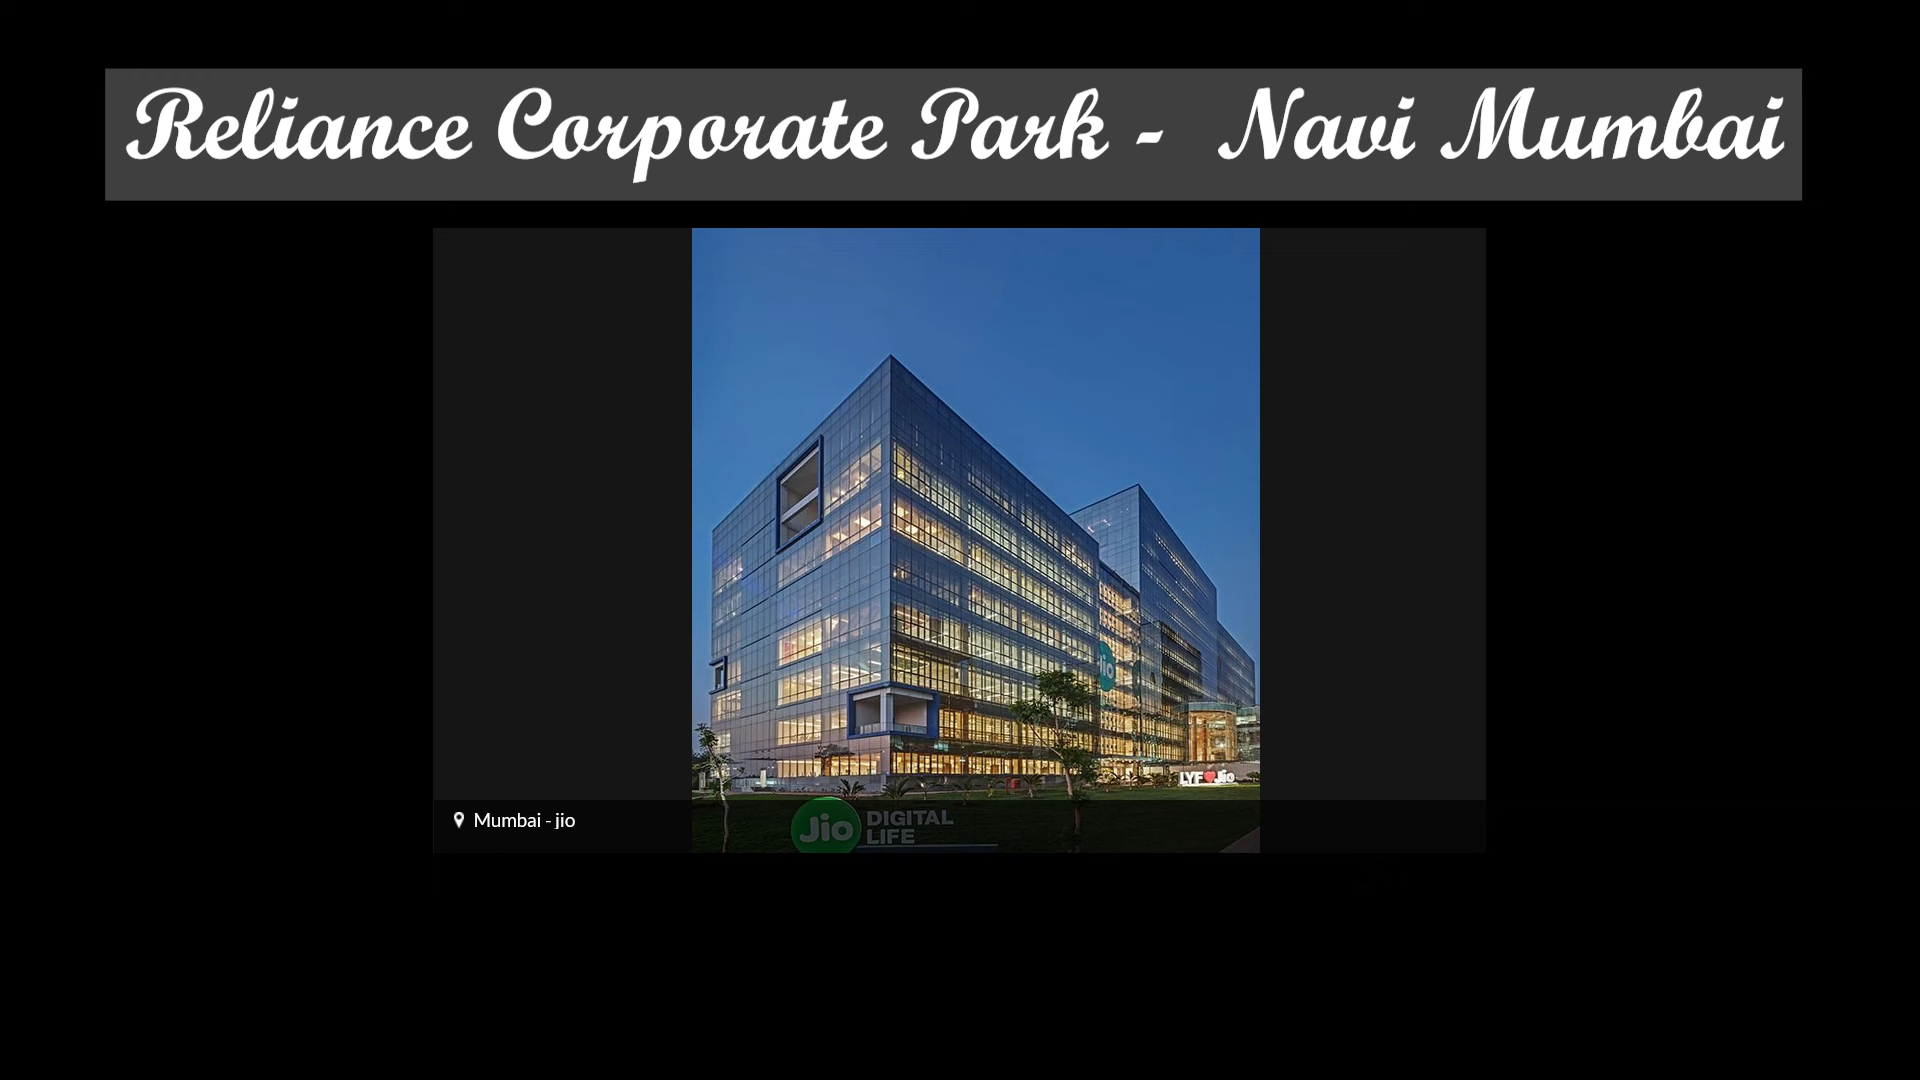 Reliance Corporate Park - Navi Mumbai
Jio
LYF Jio
Mumbai - jio
Jio DIGITAL
LIFE